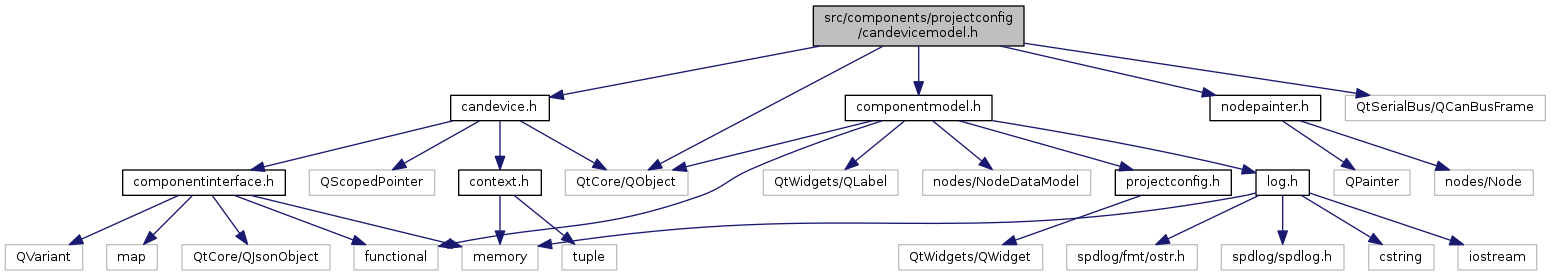 src/components/projectconfig
/candevicemodel.h
candevice.h
componentmodel.h
nodepainter.h
QtSerialBus/QCanBusFrame
componentinterface.h
QScopedPointer
context.h
QtCore/QObject
QtWidgets/QLabel
nodes/NodeDataModel
projectconfig.h
log.h
QPainter
nodes/Node
QVariant
map
QtCore/QJsonObject
functional
memory
tuple
QtWidgets/QWidget
spdlog/fmt/ostr.h
spdlog/spdlog.h
cstring
iostream